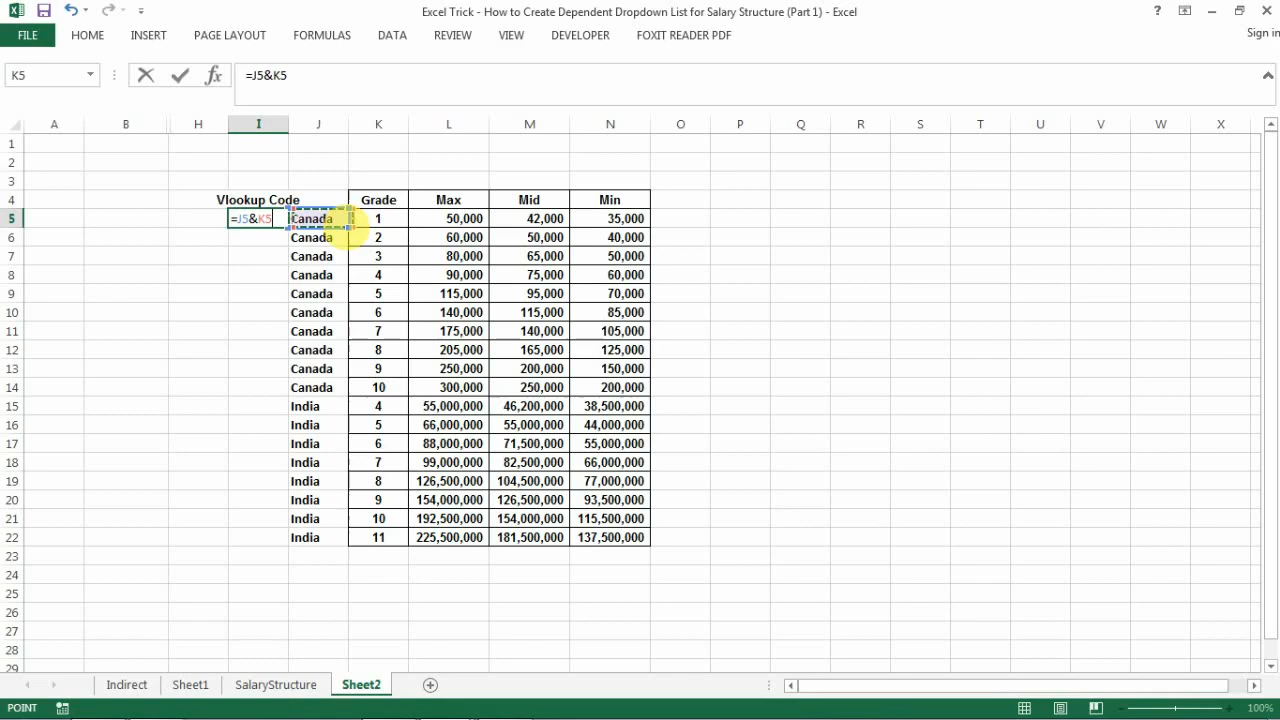 Excel Trick - How to Create Dependent Dropdown List for Salary Structure (Part 1) - Excel
?
FILE HOME INSERT PAGE LAYOUT FORMULAS DATA REVIEW VIEW DEVELOPER FOXIT READER PDF Sign in
K5 fx =J5&K5
A B H I J K L M N O P Q R S T U V W X
1
2
3
4 Vlookup Code Grade Max Mid Min
5 =J5&K5 Canada 1 50,000 42,000 35,000
6 Canada 2 60,000 50,000 40,000
7 Canada 3 80,000 65,000 50,000
8 Canada 4 90,000 75,000 60,000
9 Canada 5 115,000 95,000 70,000
10 Canada 6 140,000 115,000 85,000
11 Canada 7 175,000 140,000 105,000
12 Canada 8 205,000 165,000 125,000
13 Canada 9 250,000 200,000 150,000
14 Canada 10 300,000 250,000 200,000
15 India 4 55,000,000 46,200,000 38,500,000
16 India 5 66,000,000 55,000,000 44,000,000
17 India 6 88,000,000 71,500,000 55,000,000
18 India 7 99,000,000 82,500,000 66,000,000
19 India 8 126,500,000 104,500,000 77,000,000
20 India 9 154,000,000 126,500,000 93,500,000
21 India 10 192,500,000 154,000,000 115,500,000
22 India 11 225,500,000 181,500,000 137,500,000
23
24
25
26
27
28
29
Indirect Sheet1 SalaryStructure Sheet2
POINT 100%